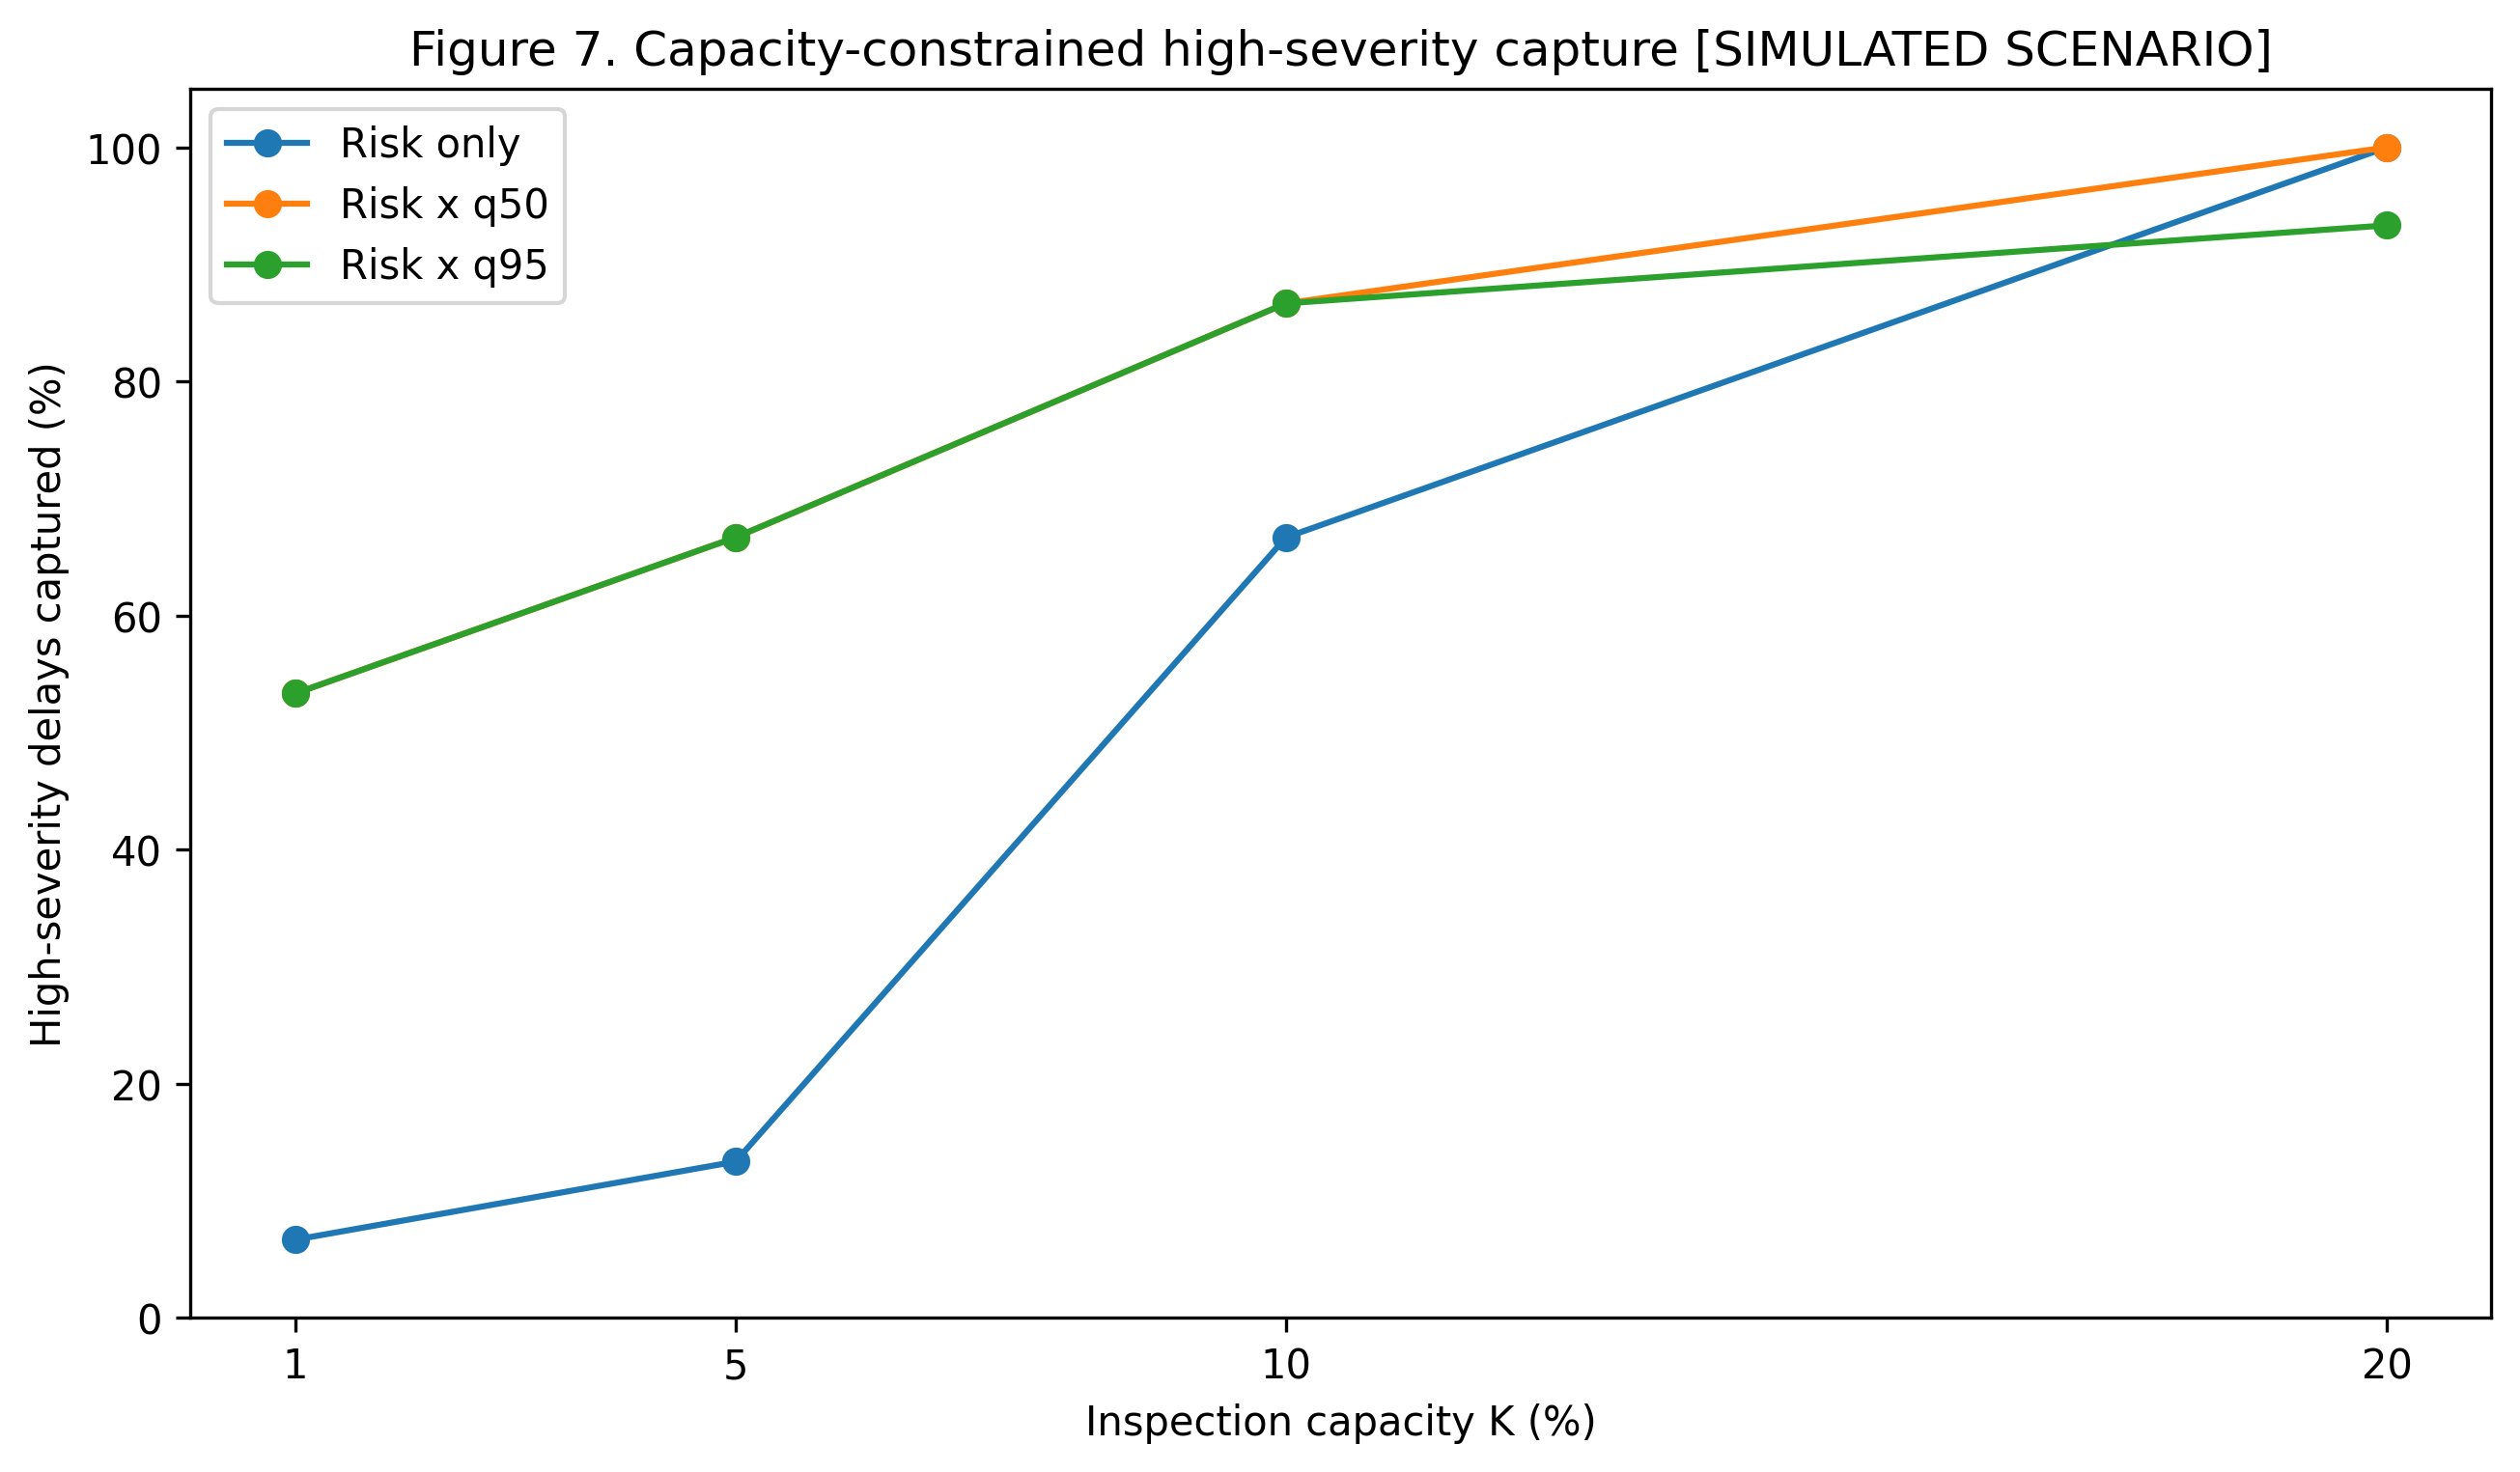 Figure 7. Capacity-constrained high-severity capture [SIMULATED SCENARIO]
Risk only
Risk x q50
Risk x q95
High-severity delays captured (%)
100
80
60
40
20
0
1 5 10 20
Inspection capacity K (%)